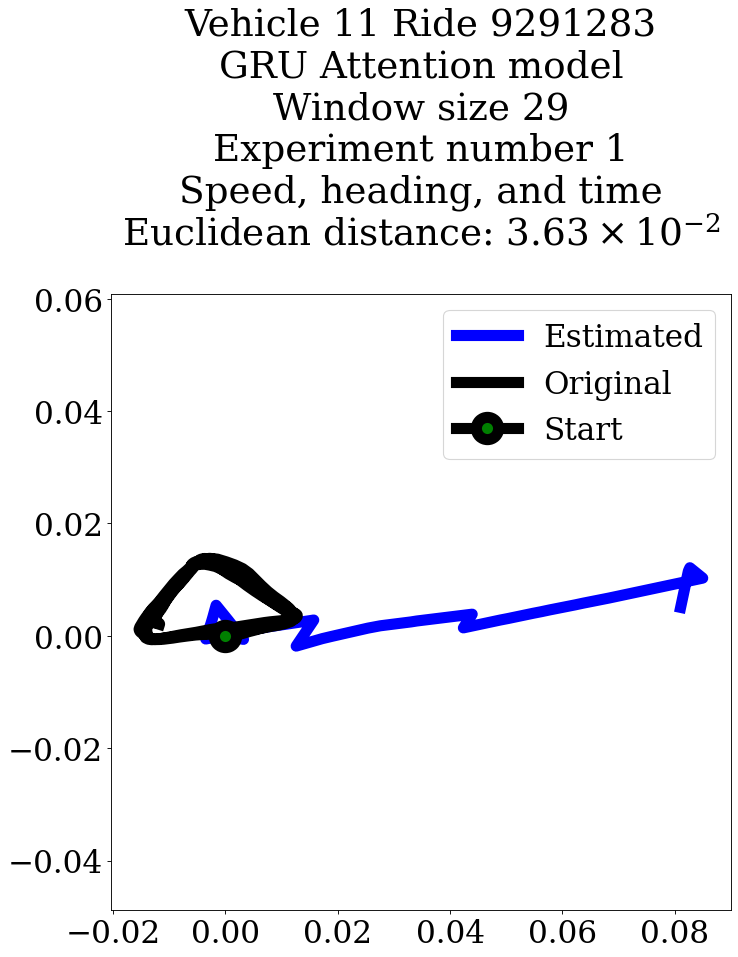 Vehicle 11 Ride 9291283
GRU Attention model
Window size 29
Experiment number 1
Speed, heading, and time
Euclidean distance: 3.63 × 10⁻²
Estimated
Original
Start
0.06
0.04
0.02
0.00
−0.02
−0.04
−0.02 0.00 0.02 0.04 0.06 0.08